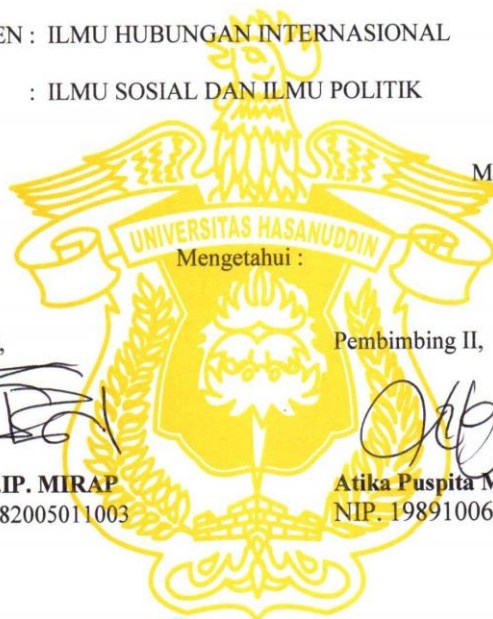 EN : ILMU HUBUNGAN INTERNASIONAL
: ILMU SOSIAL DAN ILMU POLITIK
M
UNIVERSITAS HASANUDDIN
Mengetahui :
,
Pembimbing II,
IP. MIRAP
Atika Puspita M
82005011003
NIP. 19891006